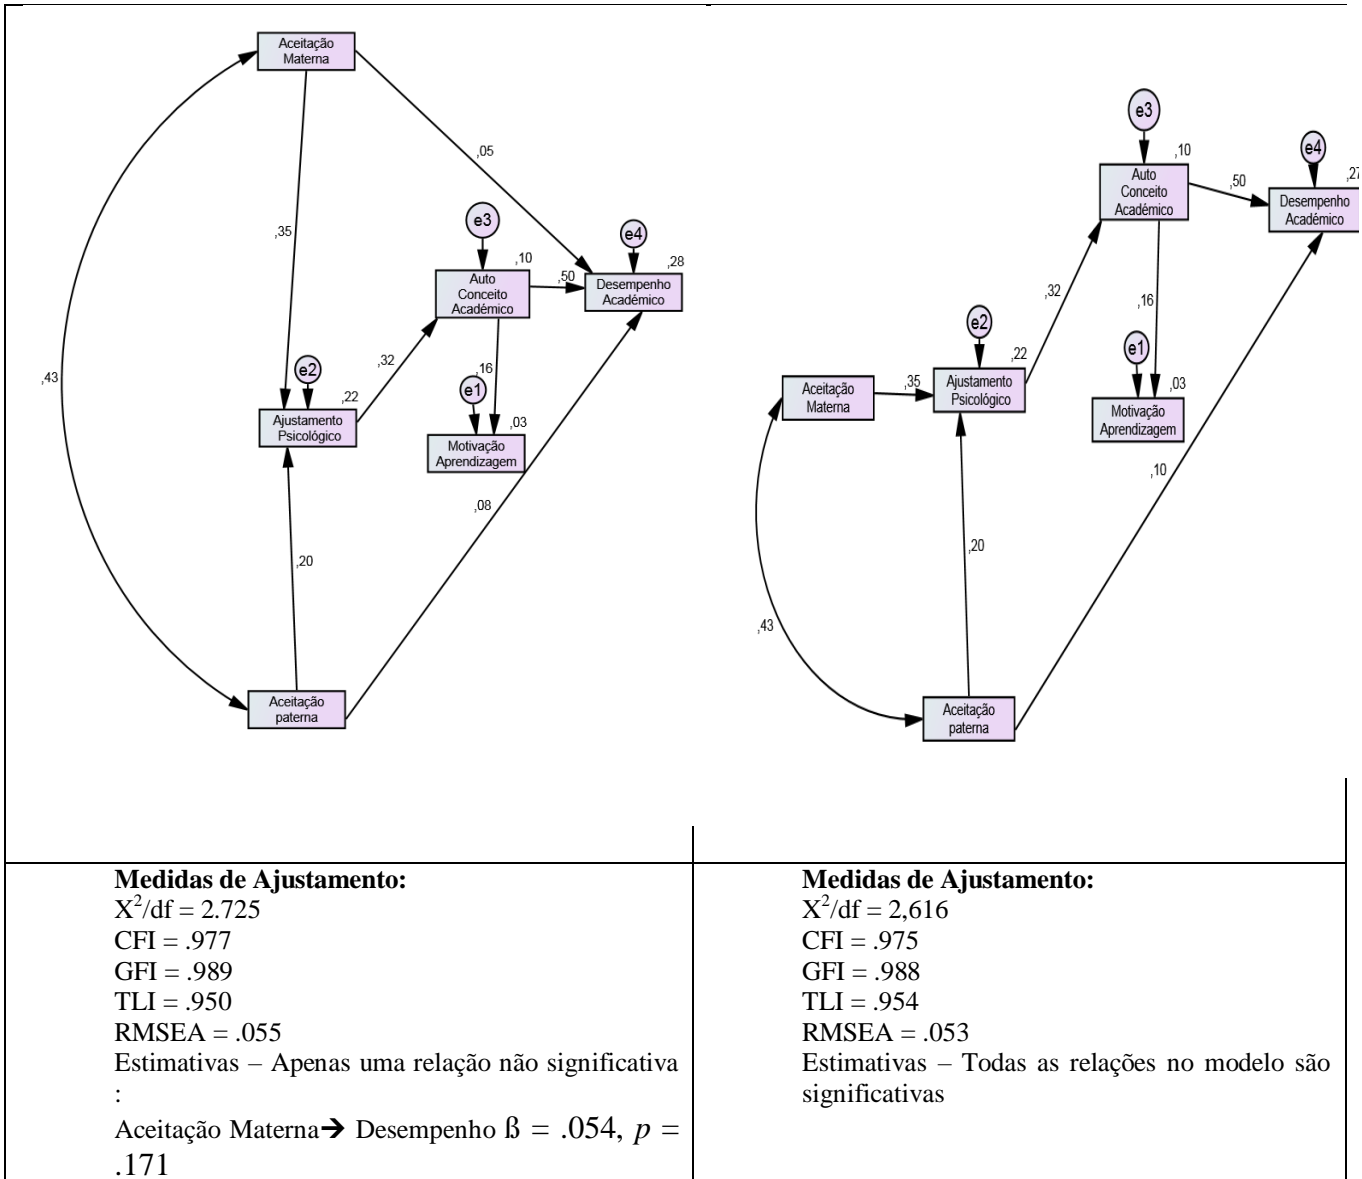 Aceitação
Materna
,05
,35
e3
,10
,50
Auto
Conceito
Académico
e4
,28
Desempenho
Académico
,43
e2
,22
,32
Ajustamento
Psicológico
,16
e1
,03
Motivação
Aprendizagem
,08
,20
Aceitação
paterna
e3
,10
Auto
Conceito
Académico
,50
e4
,27
Desempenho
Académico
,32
,16
e2
,22
Ajustamento
Psicológico
,35
Aceitação
Materna
e1
,03
Motivação
Aprendizagem
,10
,20
,43
Aceitação
paterna
Medidas de Ajustamento:
X²/df = 2.725
CFI = .977
GFI = .989
TLI = .950
RMSEA = .055
Estimativas – Apenas uma relação não significativa
:
Aceitação Materna➔ Desempenho ß = .054, p =
.171
Medidas de Ajustamento:
X²/df = 2,616
CFI = .975
GFI = .988
TLI = .954
RMSEA = .053
Estimativas – Todas as relações no modelo são
significativas